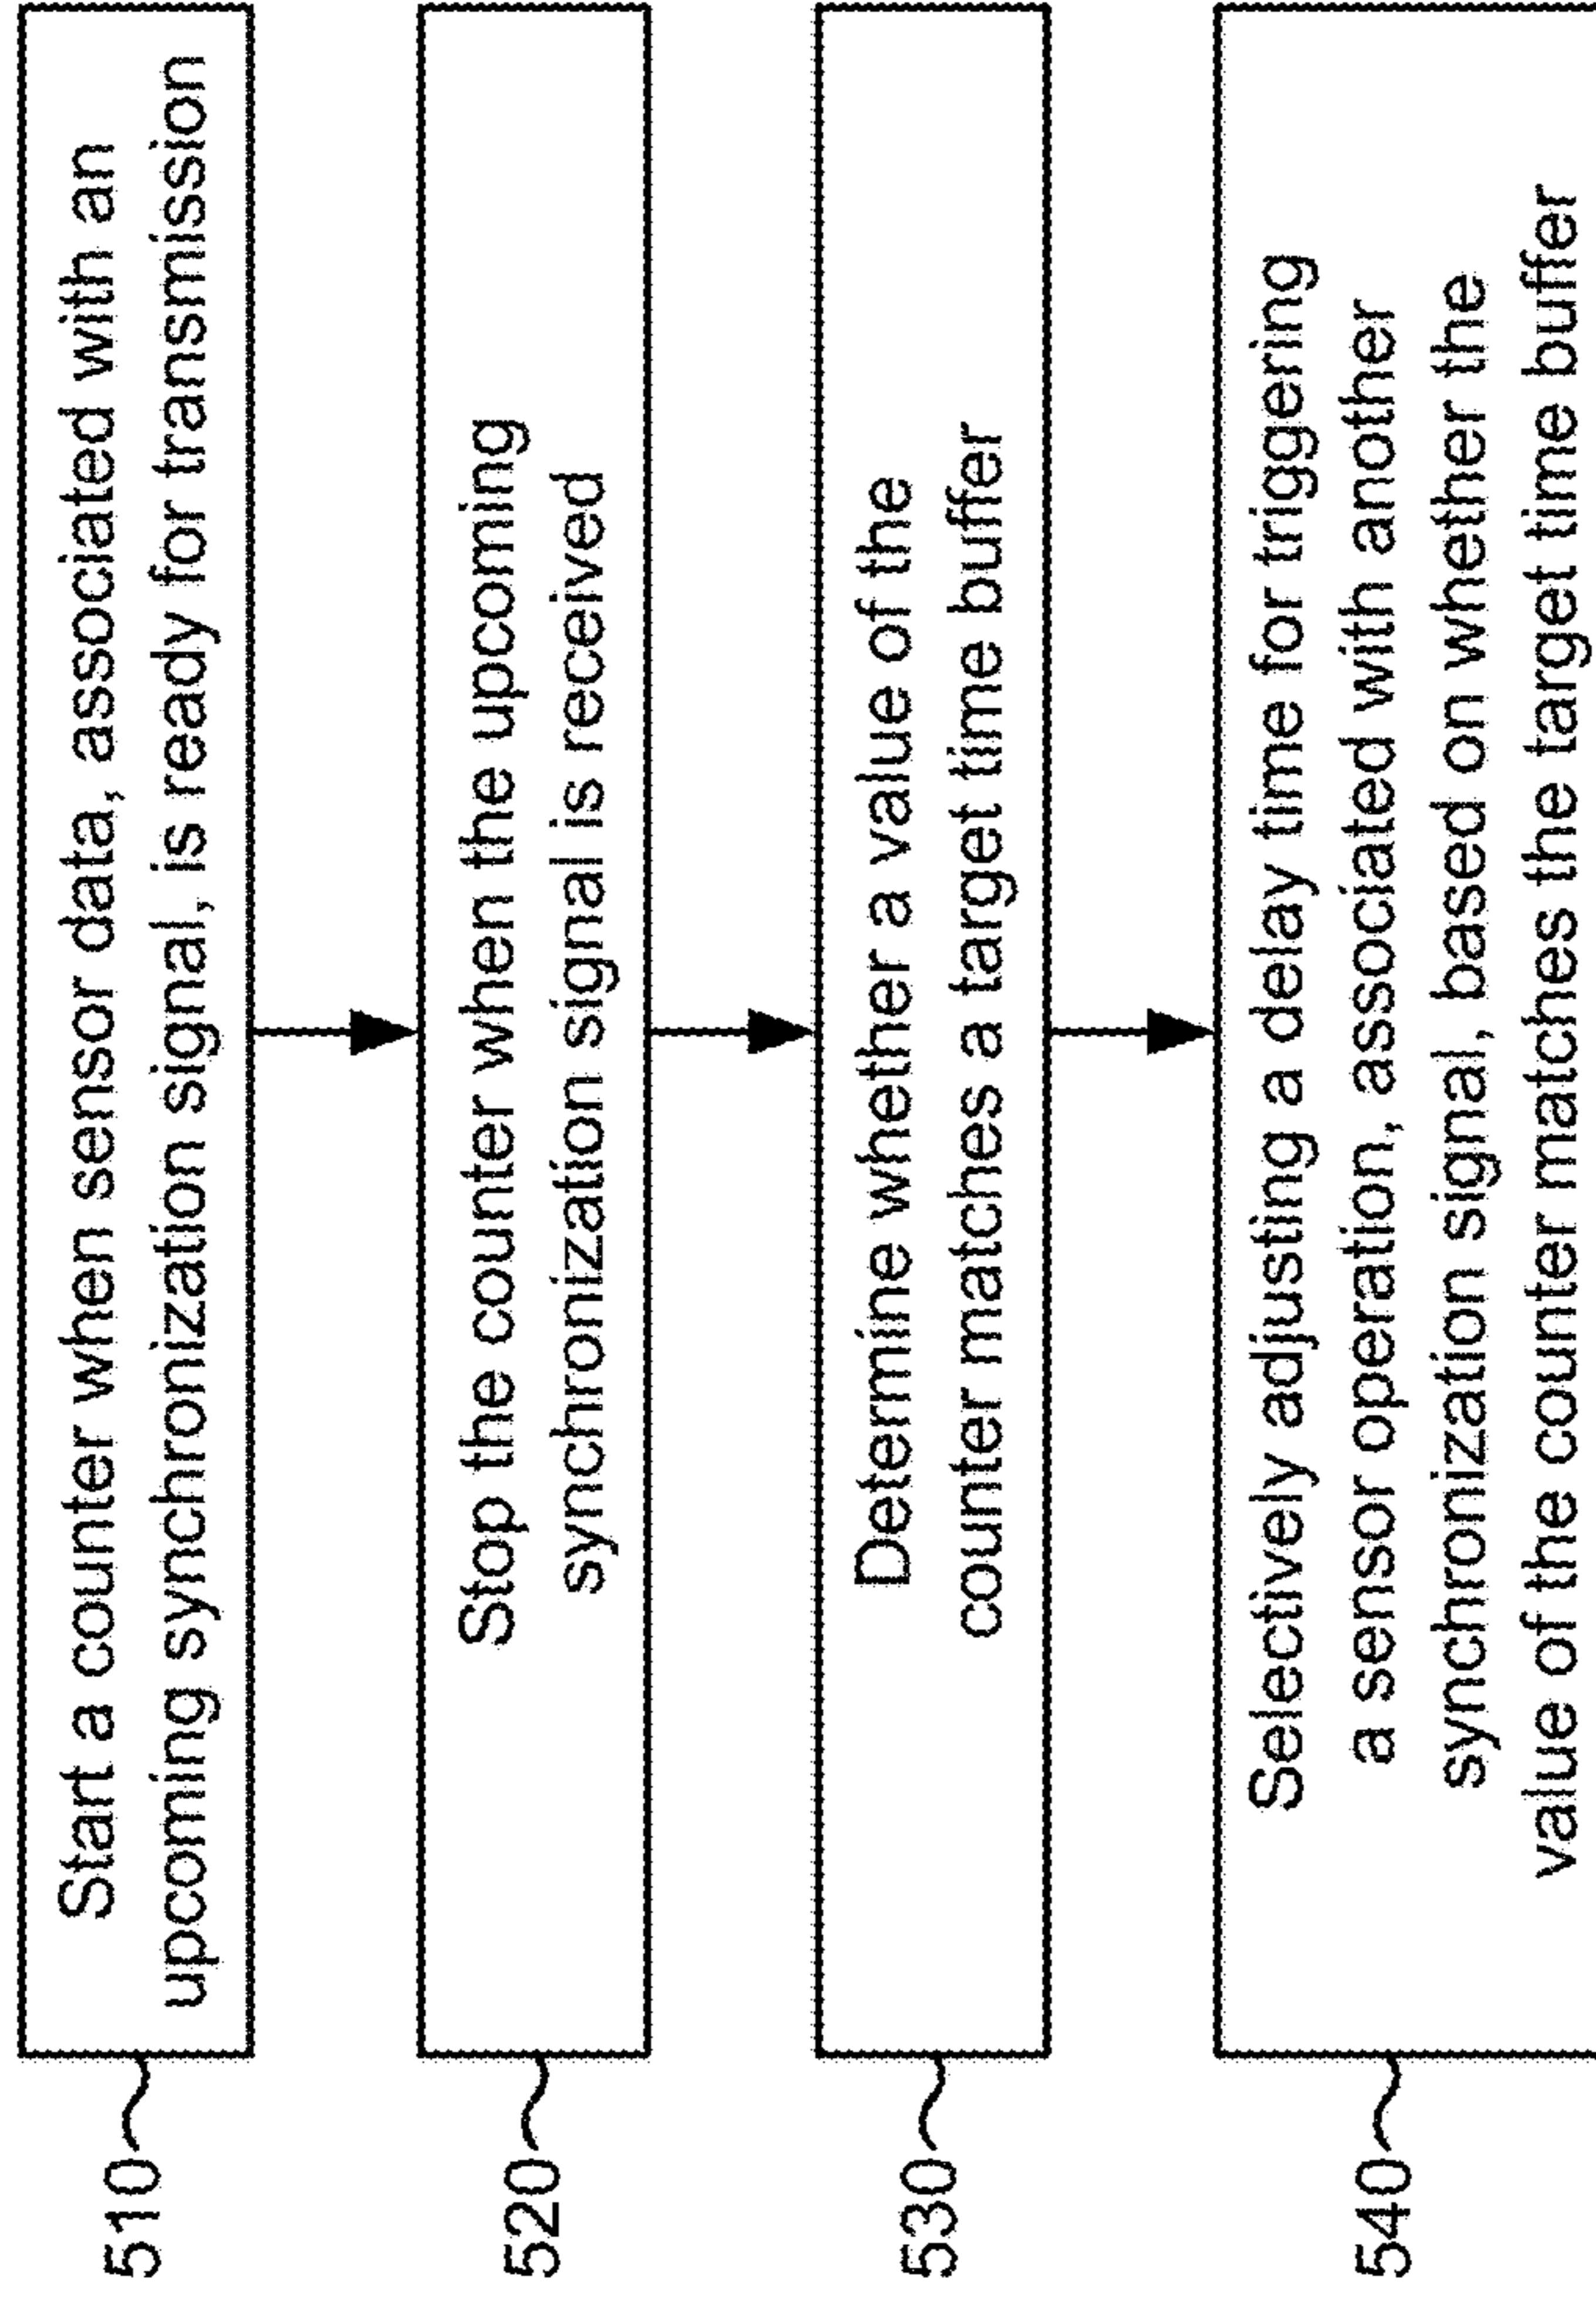 510
Start a counter when sensor data, associated with an
upcoming synchronization signal, is ready for transmission
520
Stop the counter when the upcoming
synchronization signal is received
530
Determine whether a value of the
counter matches a target time buffer
540
Selectively adjusting a delay time for triggering
a sensor operation, associated with another
synchronization signal, based on whether the
value of the counter matches the target time buffer